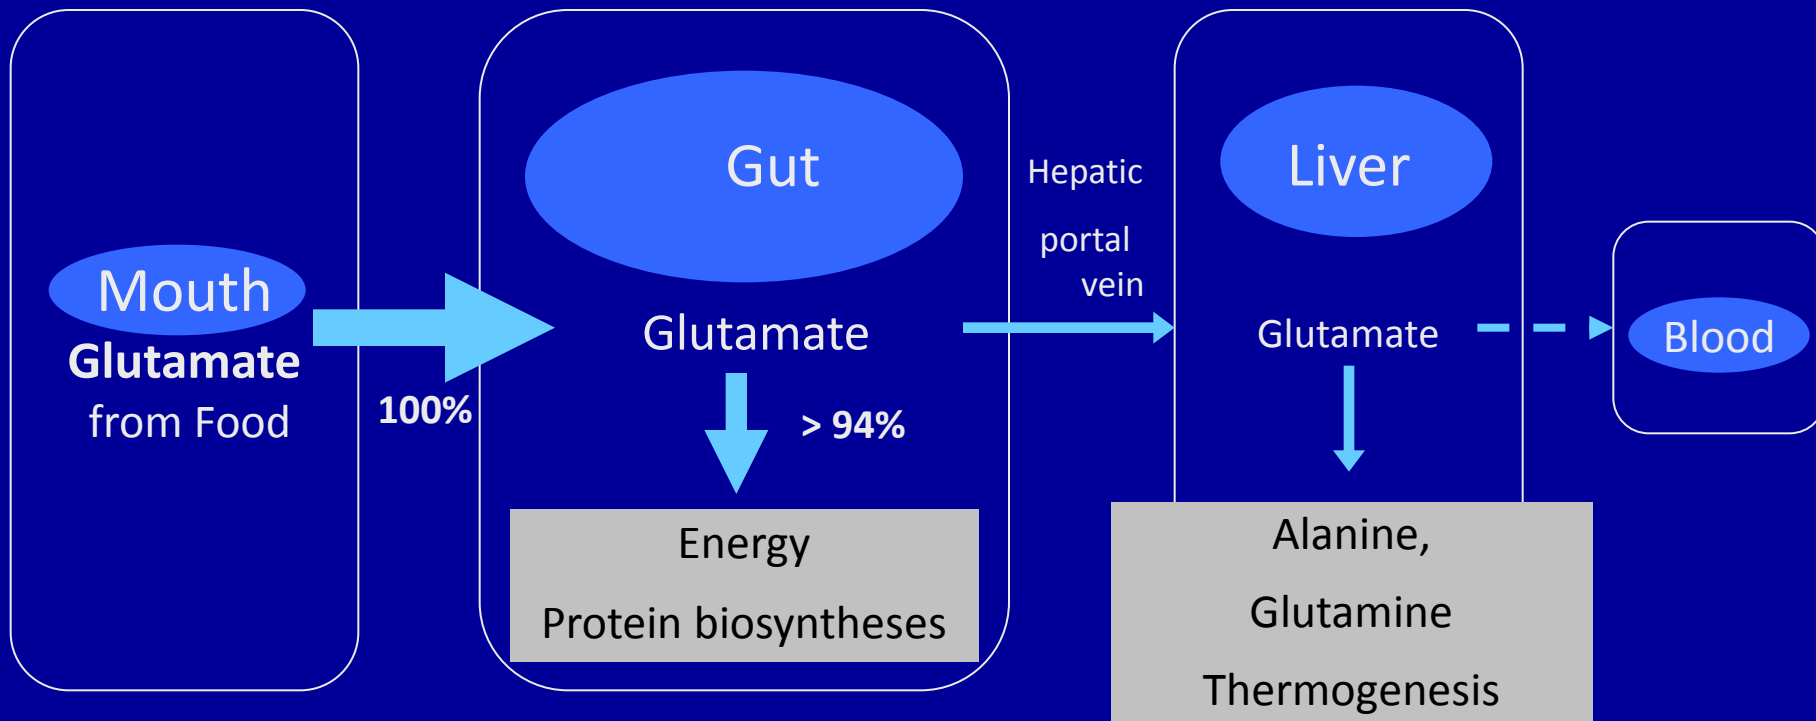 Mouth
Glutamate
from Food
100%
Gut
Glutamate
> 94%
Energy
Protein biosyntheses
Hepatic
portal
vein
Liver
Glutamate
Alanine,
Glutamine
Thermogenesis
Blood